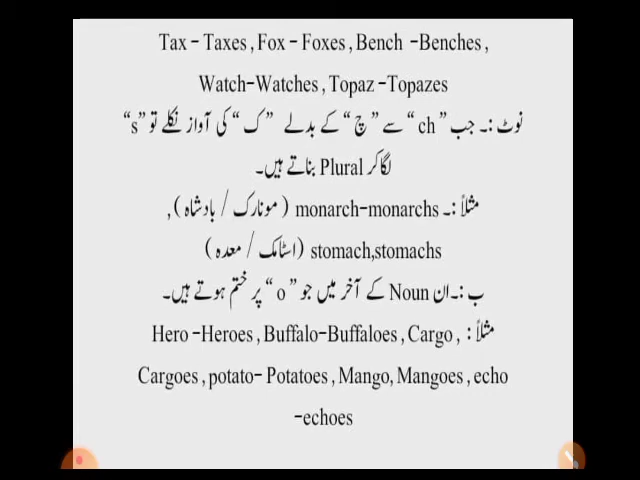 Tax – Taxes , Fox – Foxes , Bench –Benches ,
Watch–Watches , Topaz –Topazes
نوٹ :۔ جب ” ch “ سے ” چ “ کے بدلے ” ک “ کی آواز نکلے تو ”s“
لگا کر Plural بناتے ہیں۔
مثلاً :۔ monarch–monarchs ( مونارک / بادشاہ ) ,
stomach,stomachs ( اسٹامک / معدہ )
ب :۔ان Noun کے آخر میں جو ” o “ پر ختم ہوتے ہیں۔
مثلاً : Hero –Heroes , Buffalo–Buffaloes , Cargo ,
Cargoes , potato– Potatoes , Mango, Mangoes , echo
–echoes